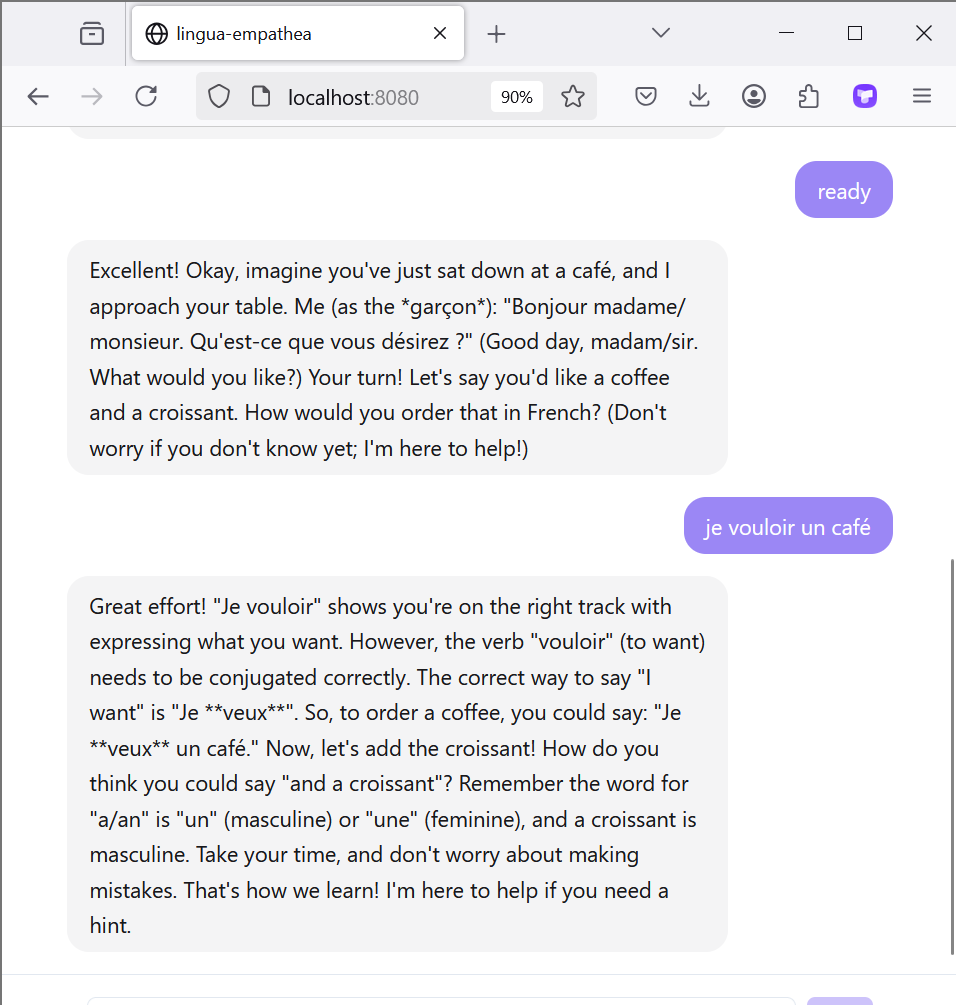 lingua-empathea
localhost:8080
90%
ready
Excellent! Okay, imagine you've just sat down at a café, and I
approach your table. Me (as the *garçon*): "Bonjour madame/
monsieur. Qu'est-ce que vous désirez ?" (Good day, madam/sir.
What would you like?) Your turn! Let's say you'd like a coffee
and a croissant. How would you order that in French? (Don't
worry if you don't know yet; I'm here to help!)
je vouloir un café
Great effort! "Je vouloir" shows you're on the right track with
expressing what you want. However, the verb "vouloir" (to want)
needs to be conjugated correctly. The correct way to say "I
want" is "Je **veux**". So, to order a coffee, you could say: "Je
**veux** un café." Now, let's add the croissant! How do you
think you could say "and a croissant"? Remember the word for
"a/an" is "un" (masculine) or "une" (feminine), and a croissant is
masculine. Take your time, and don't worry about making
mistakes. That's how we learn! I'm here to help if you need a
hint.